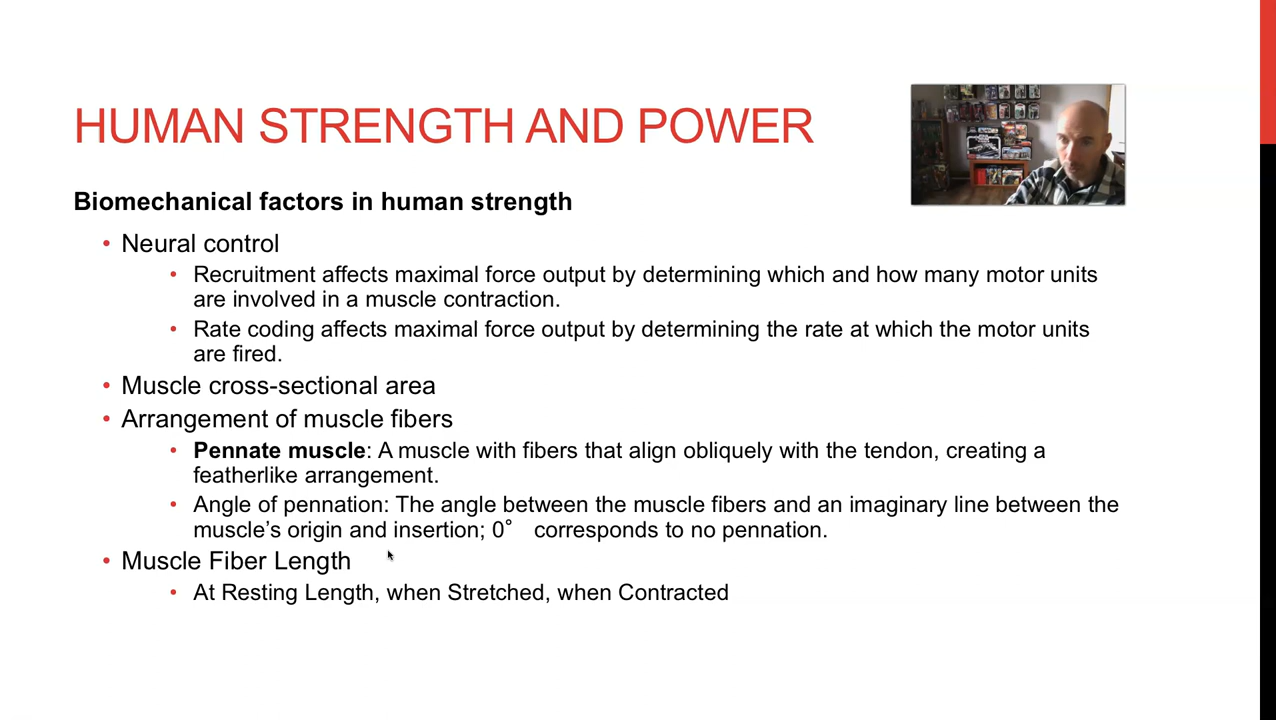 HUMAN STRENGTH AND POWER
Biomechanical factors in human strength
• Neural control
• Recruitment affects maximal force output by determining which and how many motor units
are involved in a muscle contraction.
• Rate coding affects maximal force output by determining the rate at which the motor units
are fired.
• Muscle cross-sectional area
• Arrangement of muscle fibers
• Pennate muscle: A muscle with fibers that align obliquely with the tendon, creating a
featherlike arrangement.
• Angle of pennation: The angle between the muscle fibers and an imaginary line between the
muscle’s origin and insertion; 0° corresponds to no pennation.
• Muscle Fiber Length
• At Resting Length, when Stretched, when Contracted